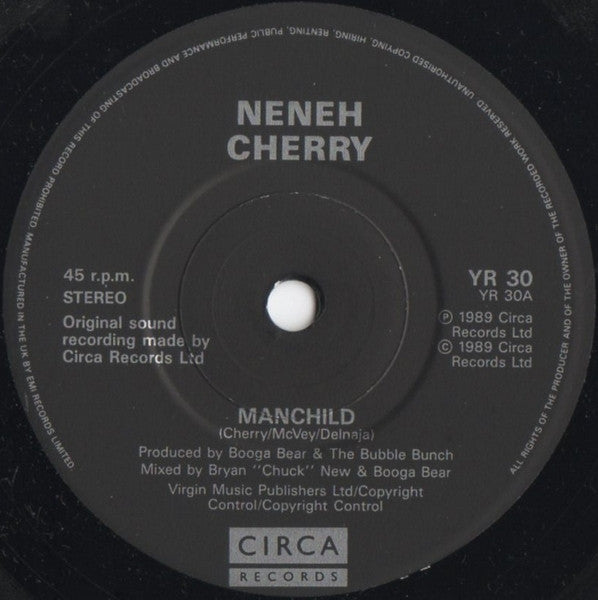 ALL RIGHTS OF THE PRODUCER AND OF THE OWNER OF THE RECORDED WORK RESERVED. UNAUTHORISED COPYING, HIRING, RENTING, PUBLIC PERFORMANCE AND BROADCASTING OF THIS RECORD PROHIBITED. MANUFACTURED IN THE UK BY EMI RECORDS LIMITED.
NENEH
CHERRY
45 r.p.m.
STEREO
Original sound
recording made by
Circa Records Ltd
YR 30
YR 30A
℗ 1989 Circa
Records Ltd
© 1989 Circa
Records Ltd
MANCHILD
(Cherry/McVey/Delnaja)
Produced by Booga Bear & The Bubble Bunch
Mixed by Bryan "Chuck" New & Booga Bear
Virgin Music Publishers Ltd/Copyright
Control/Copyright Control
CIRCA
RECORDS